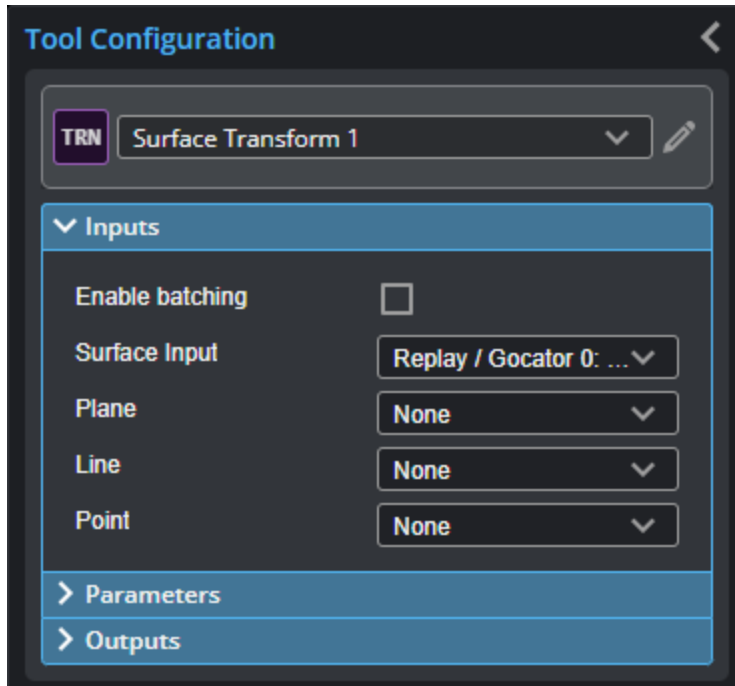 Tool Configuration
TRN Surface Transform 1
Inputs
Enable batching
Surface Input Replay / Gocator 0: ...
Plane None
Line None
Point None
Parameters
Outputs